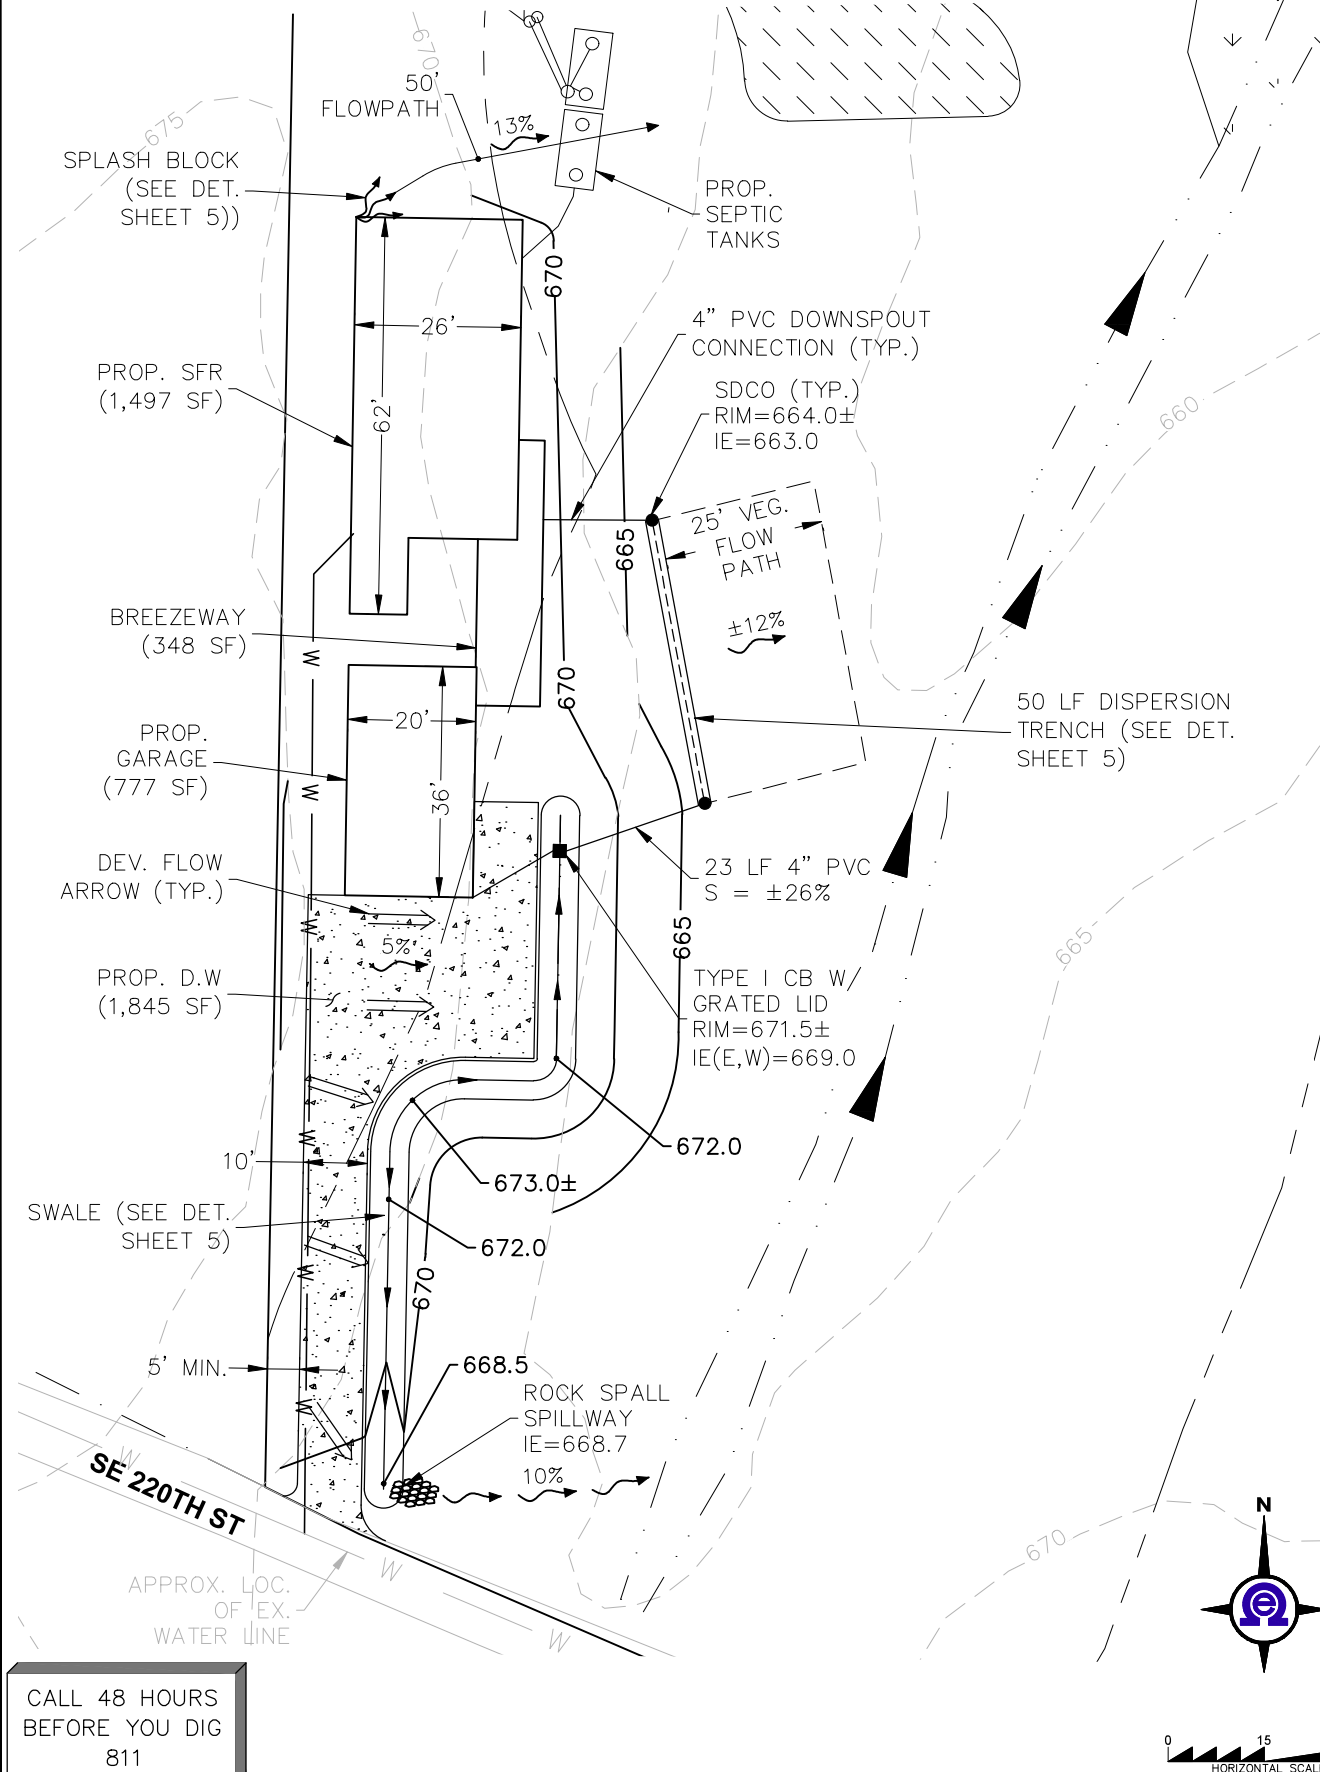 670
50'
FLOWPATH
13%
675
SPLASH BLOCK
(SEE DET.
SHEET 5))
PROP.
SEPTIC
TANKS
670
26'
4" PVC DOWNSPOUT
CONNECTION (TYP.)
PROP. SFR
(1,497 SF)
62'
SDCO (TYP.)
RIM=664.0±
IE=663.0
660
25' VEG.
FLOW
PATH
665
±12%
BREEZEWAY
(348 SF)
W
670
20'
50 LF DISPERSION
TRENCH (SEE DET.
SHEET 5)
PROP.
GARAGE
(777 SF)
W
36'
DEV. FLOW
ARROW (TYP.)
23 LF 4" PVC
S = ±26%
W
5%
665
665
PROP. D.W
(1,845 SF)
TYPE I CB W/
GRATED LID
RIM=671.5±
IE(E,W)=669.0
W
672.0
10'
673.0±
SWALE (SEE DET.
SHEET 5)
672.0
W
670
5' MIN.
668.5
W
ROCK SPALL
SPILLWAY
IE=668.7
10%
W
SE 220TH ST
N
670
e
APPROX. LOC.
OF EX.
WATER LINE
W
W
CALL 48 HOURS
BEFORE YOU DIG
811
0 15
HORIZONTAL SCAL